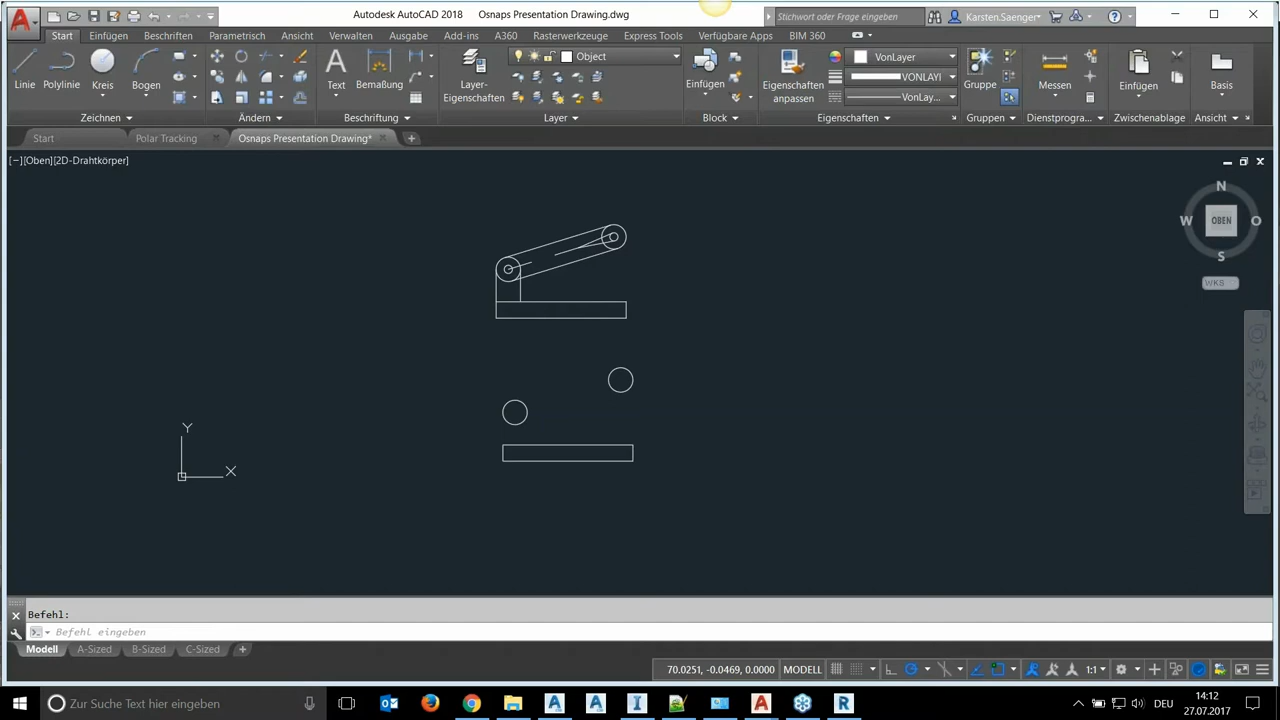 Autodesk AutoCAD 2018 Osnaps Presentation Drawing.dwg
Stichwort oder Frage eingeben
Karsten.Saenger
Start Einfügen Beschriften Parametrisch Ansicht Verwalten Ausgabe Add-ins A360 Rasterwerkzeuge Express Tools Verfügbare Apps BIM 360
Object
VonLayer
VONLAYI
VonLay...
Linie Polylinie Kreis Bogen
Text Bemaßung
Layer-
Eigenschaften
Einfügen
Eigenschaften
anpassen
Gruppe
Messen
Einfügen
Basis
Zeichnen Ändern Beschriftung Layer Block Eigenschaften Gruppen Dienstprogra... Zwischenablage Ansicht
Start Polar Tracking Osnaps Presentation Drawing*
[−][Oben][2D-Drahtkörper]
N
W OBEN O
S
WKS
Y
X
Befehl:
Befehl eingeben
Modell A-Sized B-Sized C-Sized
70.0251, -0.0469, 0.0000 MODELL 1:1
Zur Suche Text hier eingeben
DEU
14:12
27.07.2017